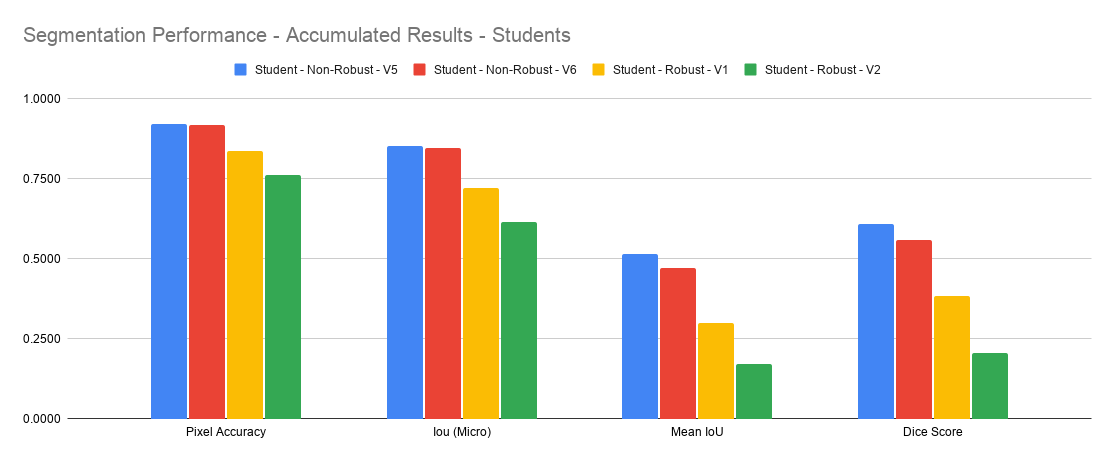 Segmentation Performance - Accumulated Results - Students
Student - Non-Robust - V5 Student - Non-Robust - V6 Student - Robust - V1 Student - Robust - V2
1.0000
0.7500
0.5000
0.2500
0.0000
Pixel Accuracy Iou (Micro) Mean IoU Dice Score